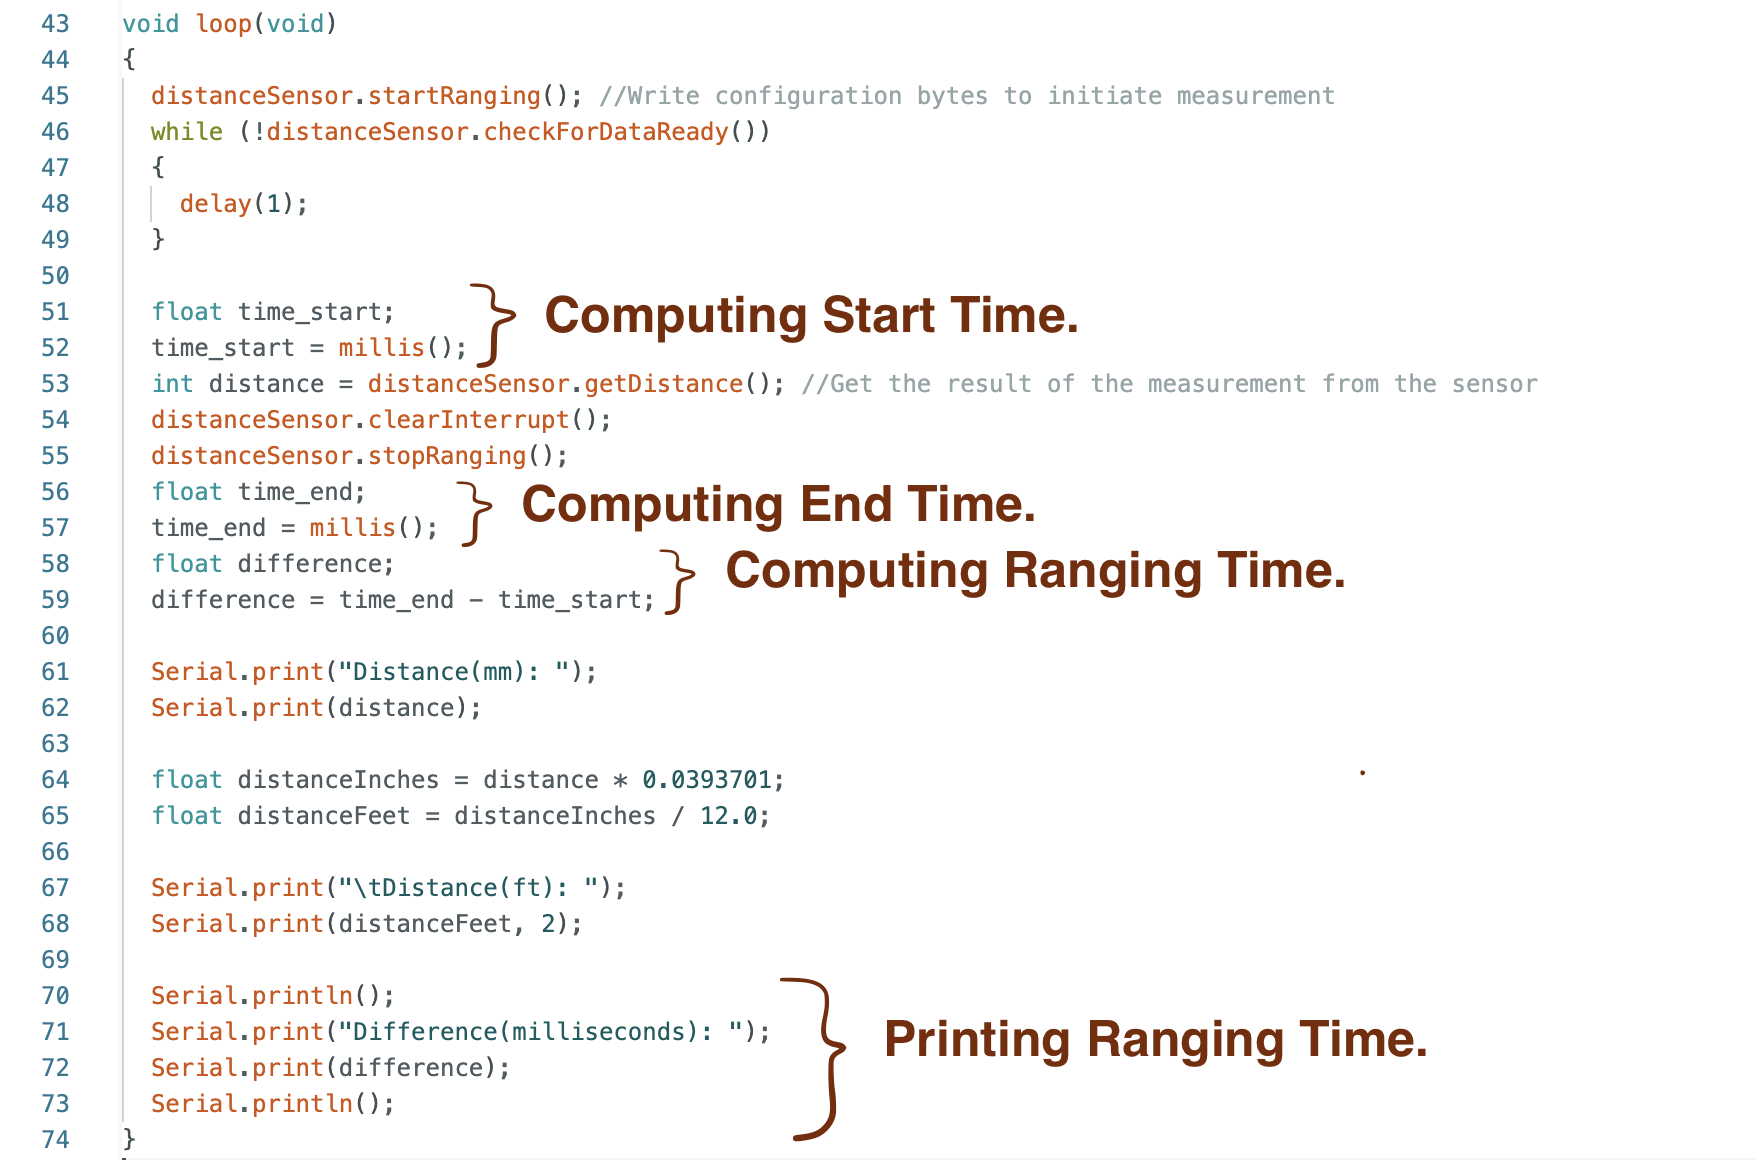 43 void loop(void)
44 {
45 distanceSensor.startRanging(); //Write configuration bytes to initiate measurement
46 while (!distanceSensor.checkForDataReady())
47 {
48 delay(1);
49 }
50
51 float time_start;
Computing Start Time.
52 time_start = millis();
53 int distance = distanceSensor.getDistance(); //Get the result of the measurement from the sensor
54 distanceSensor.clearInterrupt();
55 distanceSensor.stopRanging();
56 float time_end;
Computing End Time.
57 time_end = millis();
58 float difference;
Computing Ranging Time.
59 difference = time_end - time_start;
60
61 Serial.print("Distance(mm): ");
62 Serial.print(distance);
63
64 float distanceInches = distance * 0.0393701;
65 float distanceFeet = distanceInches / 12.0;
66
67 Serial.print("\tDistance(ft): ");
68 Serial.print(distanceFeet, 2);
69
70 Serial.println();
71 Serial.print("Difference(milliseconds): ");
Printing Ranging Time.
72 Serial.print(difference);
73 Serial.println();
74 }